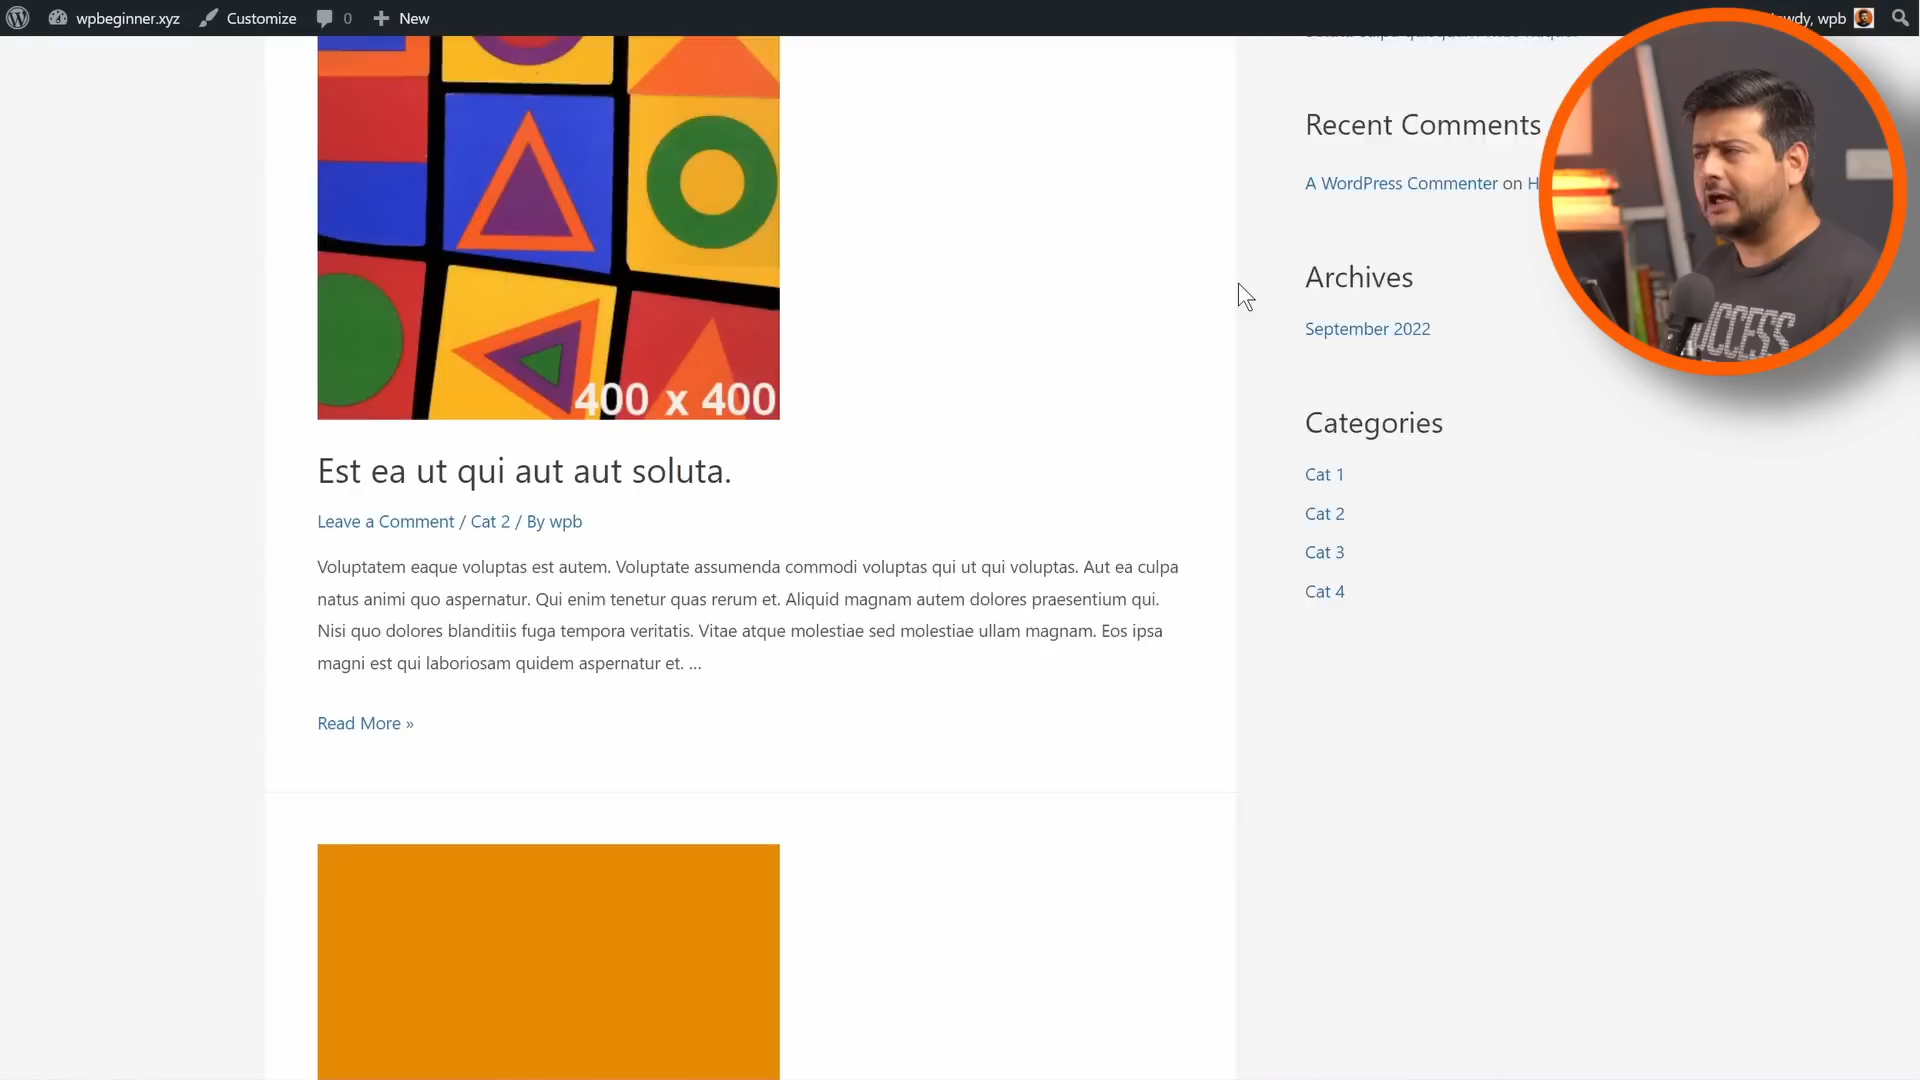 wpbeginner.xyz Customize 0 New wdy, wpb
Recent Comments
A WordPress Commenter on H
Archives
September 2022
SUCCESS
400 x 400
Categories
Est ea ut qui aut aut soluta.
Cat 1
Leave a Comment / Cat 2 / By wpb
Cat 2
Voluptatem eaque voluptas est autem. Voluptate assumenda commodi voluptas qui ut qui voluptas. Aut ea culpa
Cat 3
natus animi quo aspernatur. Qui enim tenetur quas rerum et. Aliquid magnam autem dolores praesentium qui.
Cat 4
Nisi quo dolores blanditiis fuga tempora veritatis. Vitae atque molestiae sed molestiae ullam magnam. Eos ipsa
magni est qui laboriosam quidem aspernatur et. ...
Read More »